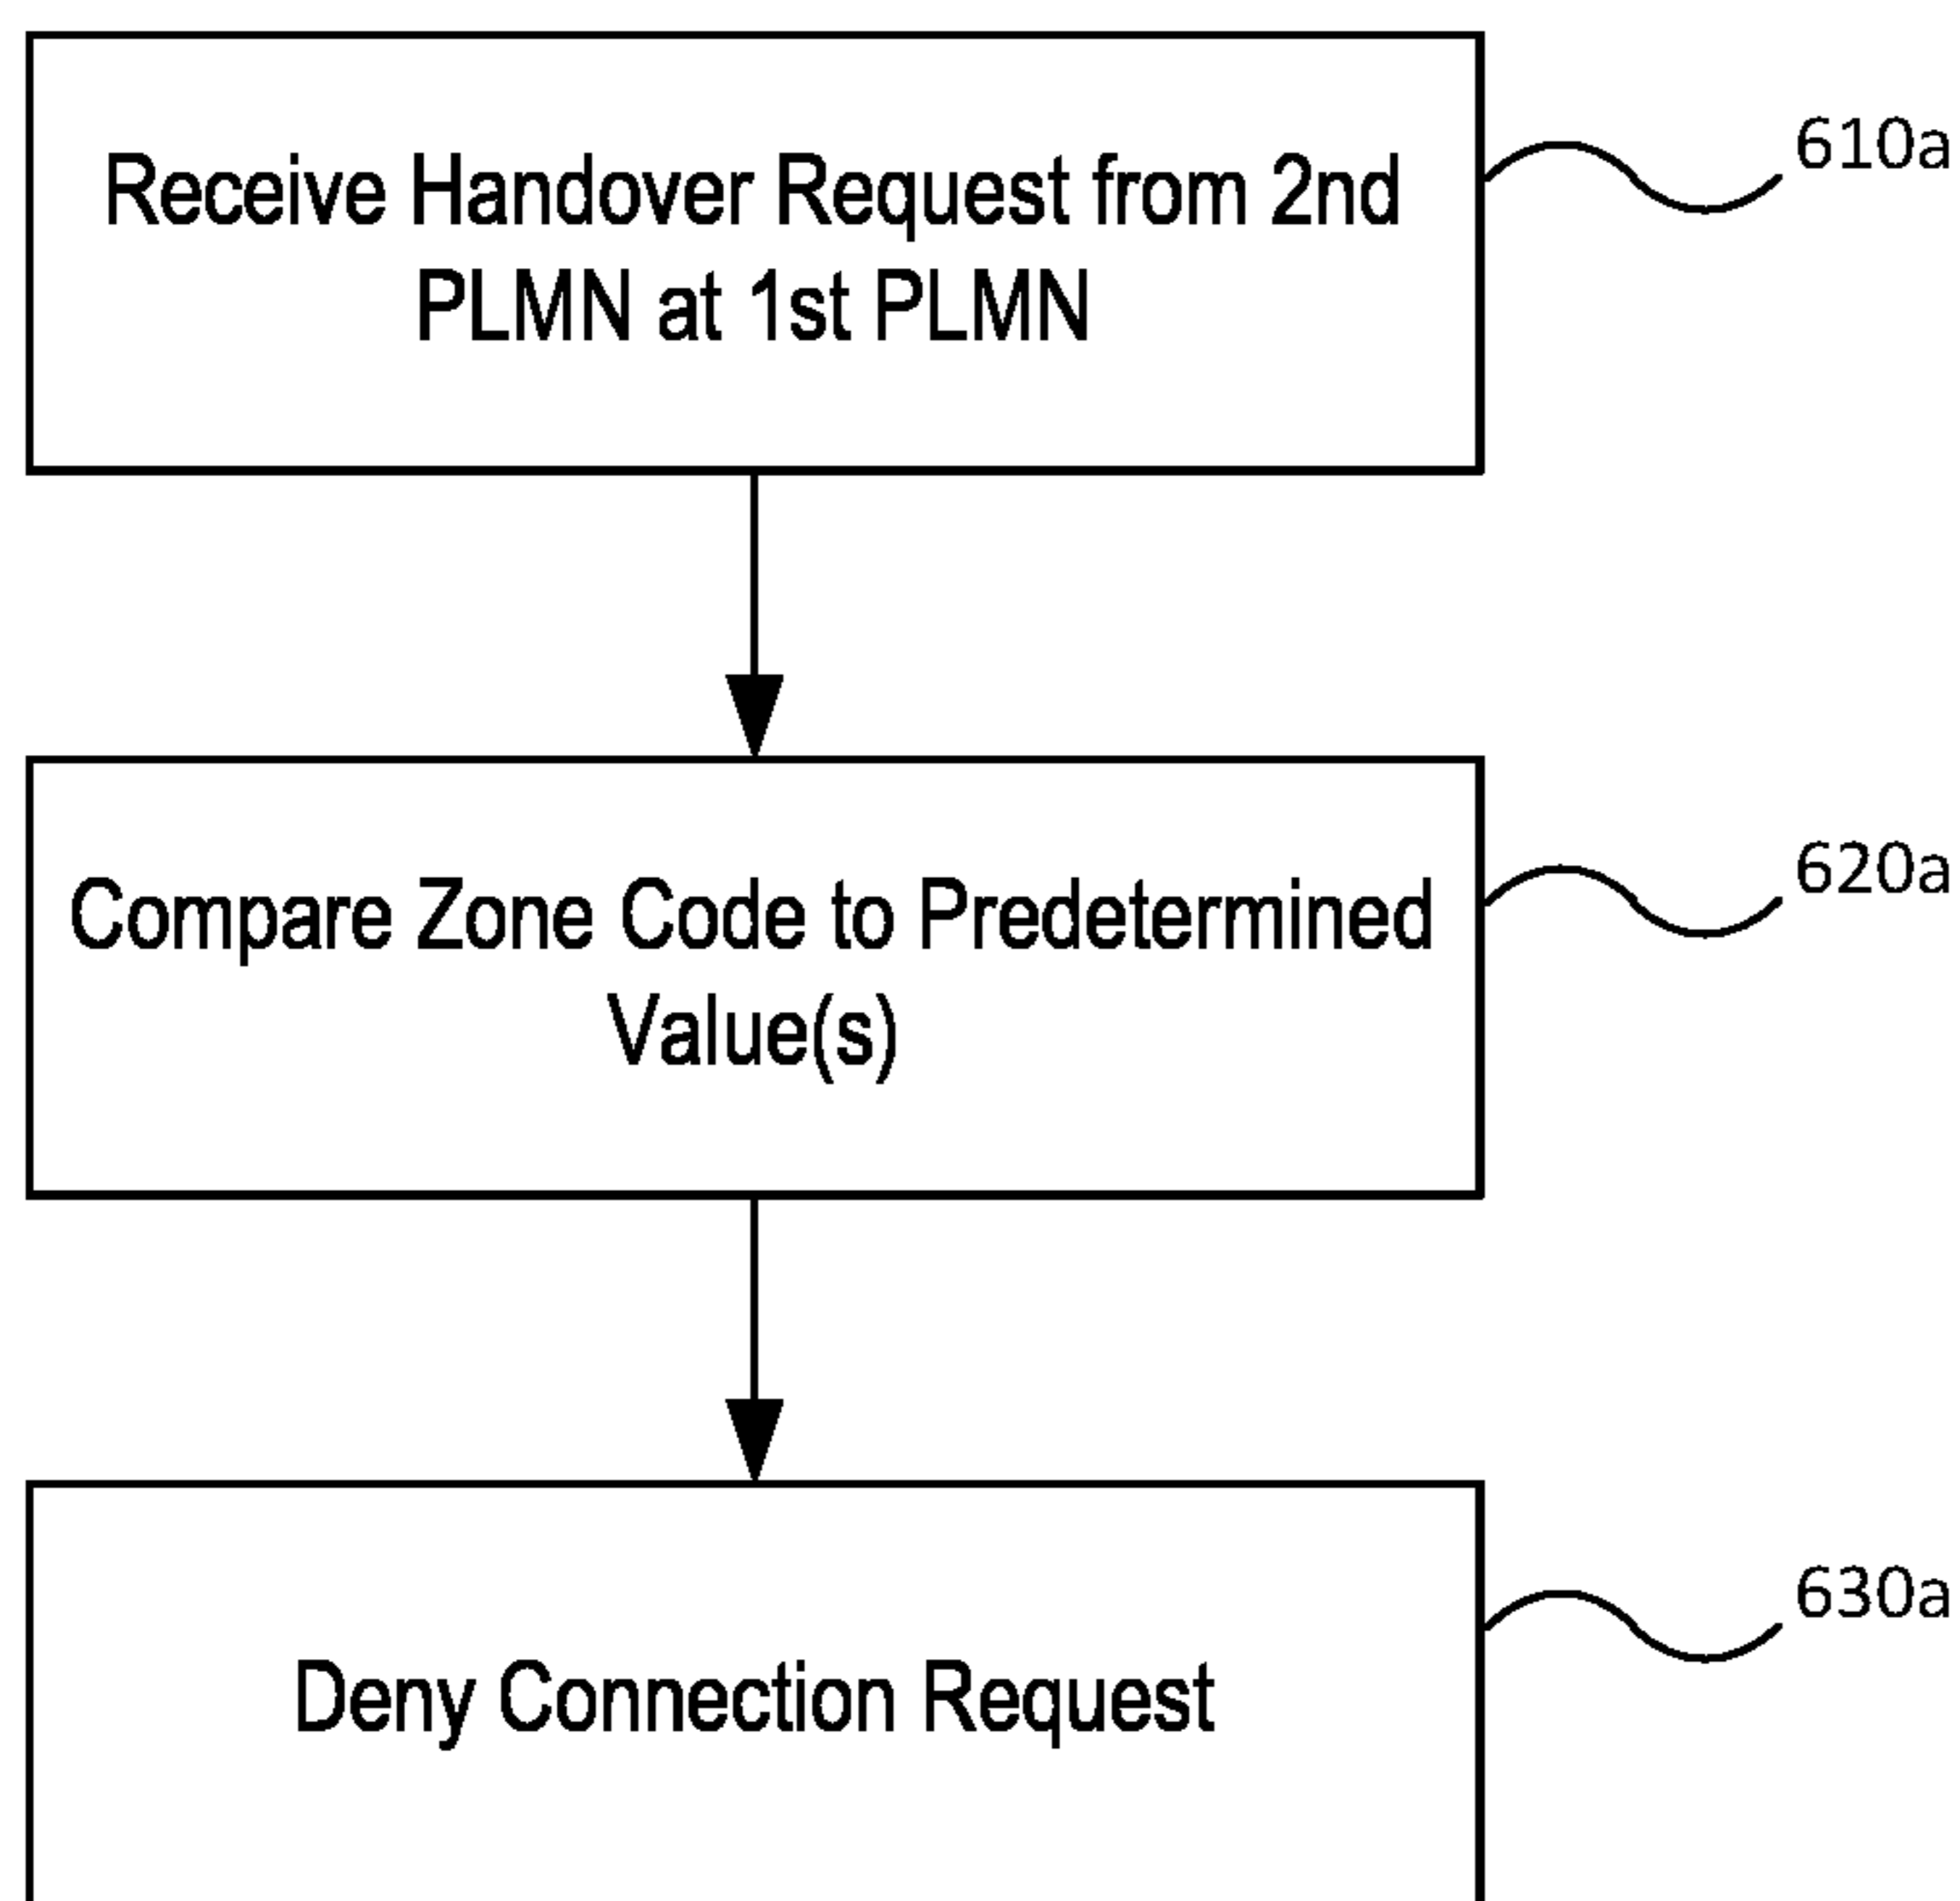 Receive Handover Request from 2nd
PLMN at 1st PLMN
610a
Compare Zone Code to Predetermined
Value(s)
620a
Deny Connection Request
630a